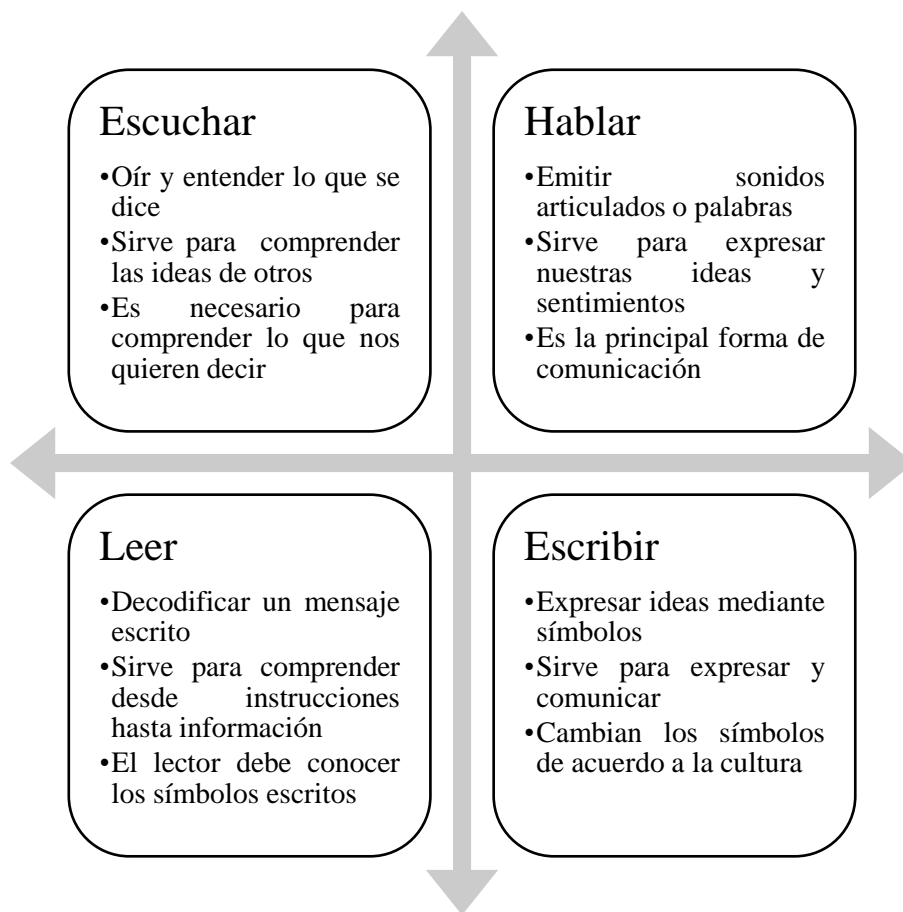 Escuchar
•Oír y entender lo que se
dice
•Sirve para comprender
las ideas de otros
•Es necesario para
comprender lo que nos
quieren decir
Hablar
•Emitir sonidos
articulados o palabras
•Sirve para expresar
nuestras ideas y
sentimientos
•Es la principal forma de
comunicación
Leer
•Decodificar un mensaje
escrito
•Sirve para comprender
desde instrucciones
hasta información
•El lector debe conocer
los símbolos escritos
Escribir
•Expresar ideas mediante
símbolos
•Sirve para expresar y
comunicar
•Cambian los símbolos
de acuerdo a la cultura